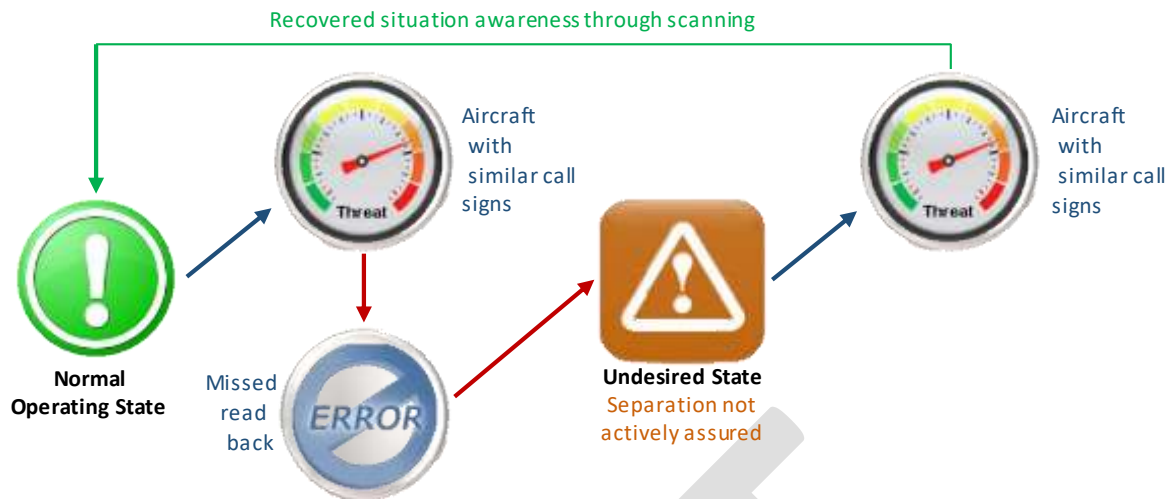 Recovered situation awareness through scanning
Aircraft
with
similar call
signs
Threat
Aircraft
with
similar call
signs
Threat
Normal
Operating State
Missed
read
back
ERROR
Undesired State
Separation not
actively assured